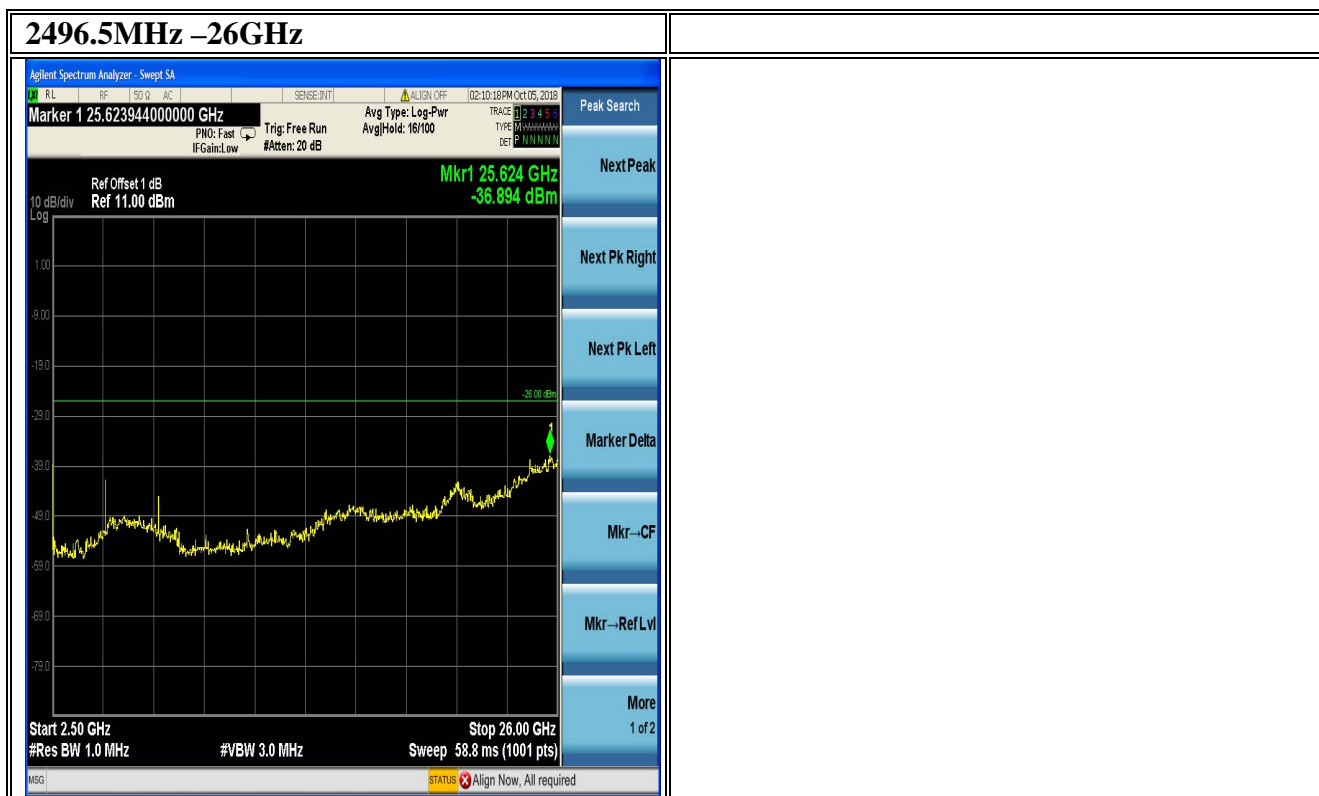 2496.5MHz –26GHz
Agilent Spectrum Analyzer - Swept SA
LXI RL RF 50 Ω AC SENSE:INT ALIGN OFF 02:10:18 PM Oct 05, 2018
Marker 1 25.623944000000 GHz
PNO: Fast
IFGain:Low
Trig: Free Run
#Atten: 20 dB
Avg Type: Log-Pwr
Avg|Hold: 16/100
TRACE 1 2 3 4 5 6
TYPE MWWWWW
DET P N N N N N
Peak Search
Mkr1 25.624 GHz
-36.894 dBm
Ref Offset 1 dB
10 dB/div Ref 11.00 dBm
Log
1.00
-9.00
-19.0
-26.00 dBm
-29.0
1
-39.0
-49.0
-59.0
-69.0
-79.0
Start 2.50 GHz
Stop 26.00 GHz
#Res BW 1.0 MHz
#VBW 3.0 MHz
Sweep 58.8 ms (1001 pts)
Next Peak
Next Pk Right
Next Pk Left
Marker Delta
Mkr→CF
Mkr→Ref Lvl
More
1 of 2
MSG
STATUS Align Now, All required